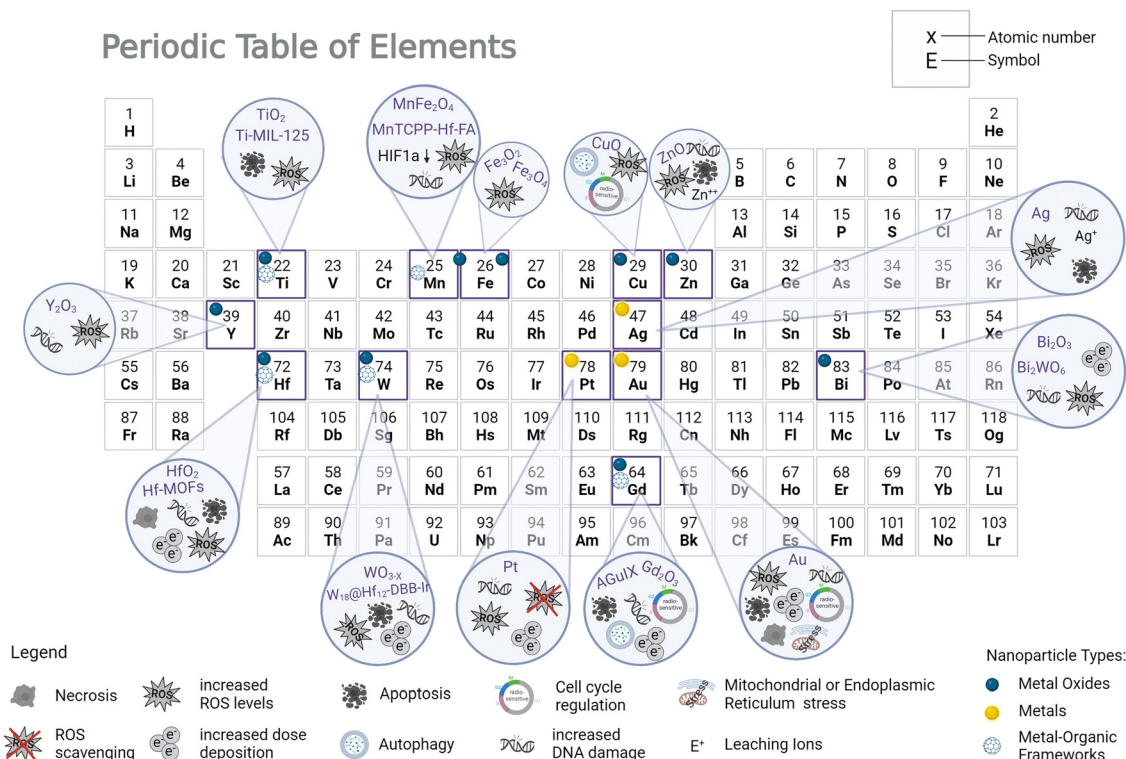 Periodic Table of Elements
X Atomic number
E Symbol
1 2
H He
TiO₂
Ti-MIL-125
ROS
MnFe₂O₄
MnTCPP-Hf-FA
HIF1a↓ ROS
Fe₃O₂
Fe₃O₄
ROS
CuO
ROS
M
G2
radio-
sensitive
ZnO
ROS
Zn⁺⁺
3 4 5 6 7 8 9 10
Li Be B C N O F Ne
11 12 13 14 15 16 17 18
Na Mg Al Si P S Cl Ar
Ag
Ag⁺
ROS
19 20 21 22 23 24 25 26 27 28 29 30 31 32 33 34 35 36
K Ca Sc Ti V Cr Mn Fe Co Ni Cu Zn Ga Ge As Se Br Kr
Y₂O₃
ROS
37 38 39 40 41 42 43 44 45 46 47 48 49 50 51 52 53 54
Rb Sr Y Zr Nb Mo Tc Ru Rh Pd Ag Cd In Sn Sb Te I Xe
Bi₂O₃
Bi₂WO₆
e⁻
e⁻ e⁻
ROS
55 56 72 73 74 75 76 77 78 79 80 81 82 83 84 85 86
Cs Ba Hf Ta W Re Os Ir Pt Au Hg Tl Pb Bi Po At Rn
87 88 104 105 106 107 108 109 110 111 112 113 114 115 116 117 118
Fr Ra Rf Db Sg Bh Hs Mt Ds Rg Cn Nh Fl Mc Lv Ts Og
57 58 59 60 61 62 63 64 65 66 67 68 69 70 71
La Ce Pr Nd Pm Sm Eu Gd Tb Dy Ho Er Tm Yb Lu
89 90 91 92 93 94 95 96 97 98 99 100 101 102 103
Ac Th Pa U Np Pu Am Cm Bk Cf Es Fm Md No Lr
HfO₂
Hf-MOFs
e⁻
e⁻ e⁻
ROS
WO₃₋ₓ
W₁₈@Hf₁₂-DBB-Ir
ROS
e⁻
e⁻ e⁻
Pt
ROS
ROS
e⁻
e⁻ e⁻
AGuIX Gd₂O₃
M
G2
radio-
sensitive
e⁻
e⁻ e⁻
Au
ROS
e⁻
e⁻ e⁻
M
G2
radio-
sensitive
stress
Legend
Necrosis
ROS
increased
ROS levels
Apoptosis
M
G2
radio-
sensitive
G1
Cell cycle
regulation
stress
Mitochondrial or Endoplasmic
Reticulum stress
ROS
ROS
scavenging
e⁻
e⁻ e⁻
increased dose
deposition
Autophagy
increased
DNA damage
E⁺ Leaching Ions
Nanoparticle Types:
Metal Oxides
Metals
Metal-Organic
Frameworks